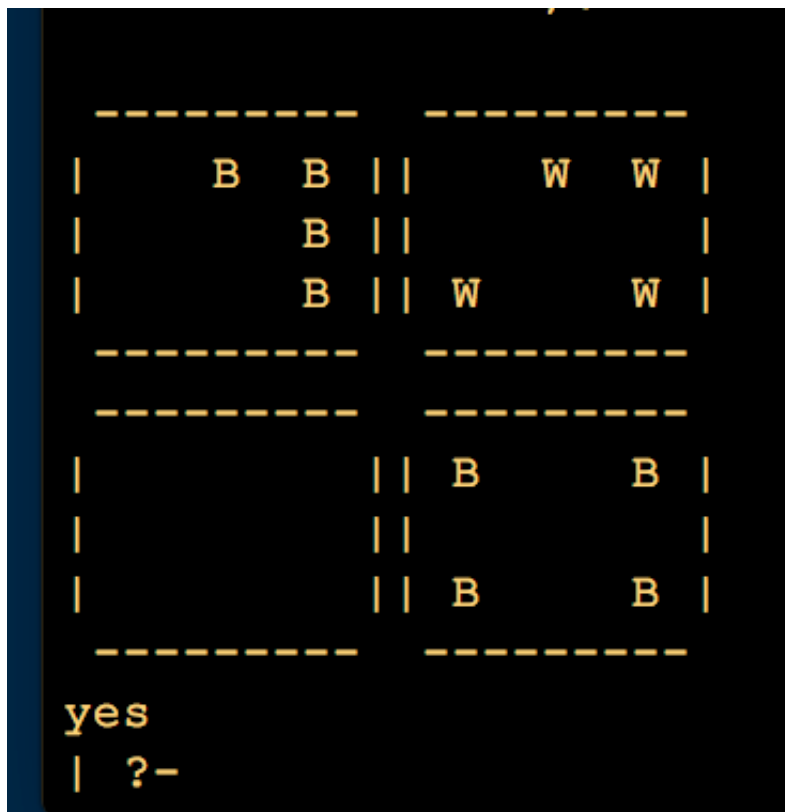 ---------  ---------
|    B  B ||    W  W |
|       B ||         |
|       B || W     W |
 ---------  ---------
 ---------  ---------
|         || B     B |
|         ||         |
|         || B     B |
 ---------  ---------
yes
| ?-